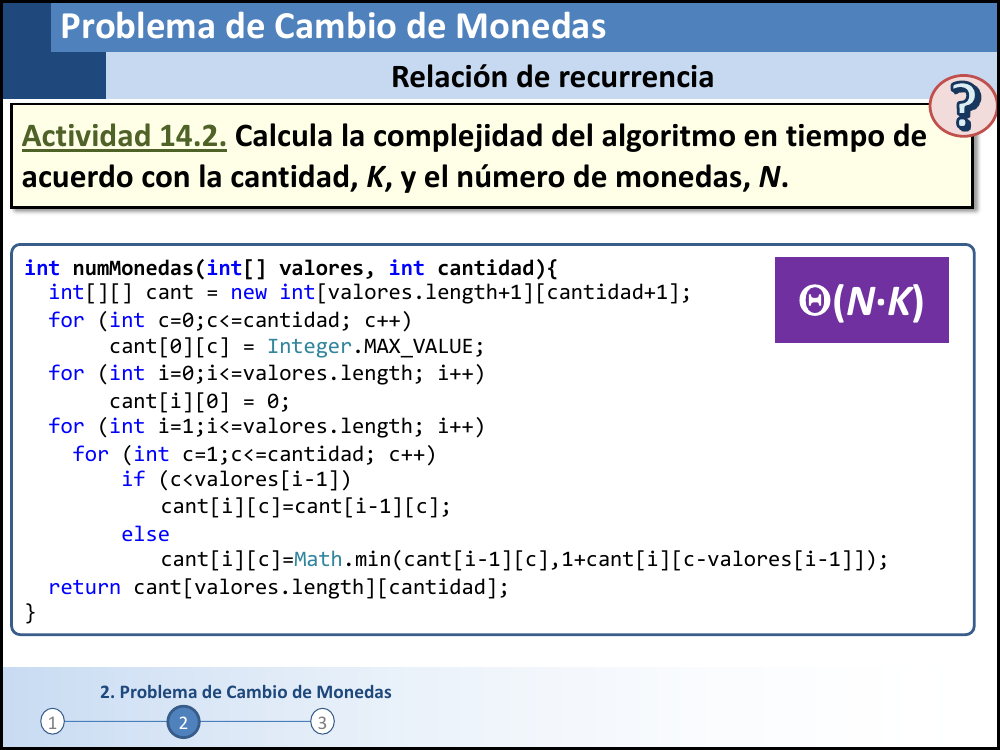 Problema de Cambio de Monedas
Relación de recurrencia
?
Actividad 14.2. Calcula la complejidad del algoritmo en tiempo de
acuerdo con la cantidad, K, y el número de monedas, N.
int numMonedas(int[] valores, int cantidad){
int[][] cant = new int[valores.length+1][cantidad+1];
for (int c=0;c<=cantidad; c++)
cant[0][c] = Integer.MAX_VALUE;
for (int i=0;i<=valores.length; i++)
cant[i][0] = 0;
for (int i=1;i<=valores.length; i++)
for (int c=1;c<=cantidad; c++)
if (c<valores[i-1])
cant[i][c]=cant[i-1][c];
else
cant[i][c]=Math.min(cant[i-1][c],1+cant[i][c-valores[i-1]]);
return cant[valores.length][cantidad];
}
Θ(N·K)
2. Problema de Cambio de Monedas
1 2 3